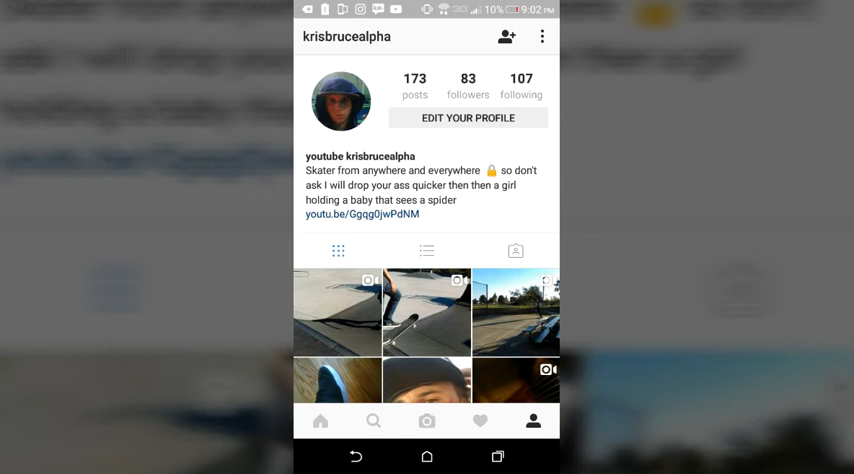 10% 9:02 PM
krisbrucealpha
173 83 107
posts followers following
EDIT YOUR PROFILE
youtube krisbrucealpha
Skater from anywhere and everywhere 🔒 so don't
ask I will drop your ass quicker then then a girl
holding a baby that sees a spider
youtu.be/Ggqg0jwPdNM